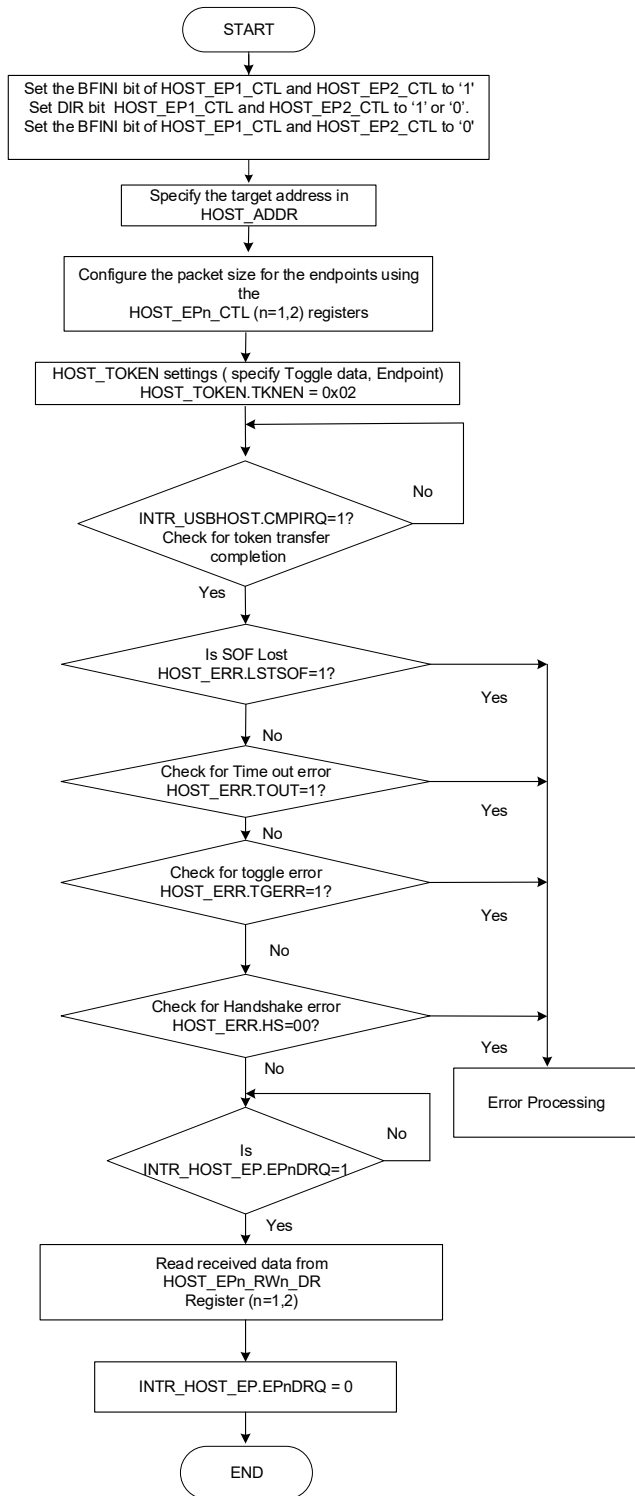 START
Set the BFINI bit of HOST_EP1_CTL and HOST_EP2_CTL to ‘1'
Set DIR bit HOST_EP1_CTL and HOST_EP2_CTL to ‘1’ or ‘0’.
Set the BFINI bit of HOST_EP1_CTL and HOST_EP2_CTL to ‘0'
Specify the target address in
HOST_ADDR
Configure the packet size for the endpoints using
the
HOST_EPn_CTL (n=1,2) registers
HOST_TOKEN settings ( specify Toggle data, Endpoint)
HOST_TOKEN.TKNEN = 0x02
No
INTR_USBHOST.CMPIRQ=1?
Check for token transfer
completion
Yes
Is SOF Lost
HOST_ERR.LSTSOF=1?
Yes
No
Check for Time out error
HOST_ERR.TOUT=1?
Yes
No
Check for toggle error
HOST_ERR.TGERR=1?
Yes
No
Check for Handshake error
HOST_ERR.HS=00?
Yes
No
Error Processing
No
Is
INTR_HOST_EP.EPnDRQ=1
Yes
Read received data from
HOST_EPn_RWn_DR
Register (n=1,2)
INTR_HOST_EP.EPnDRQ = 0
END